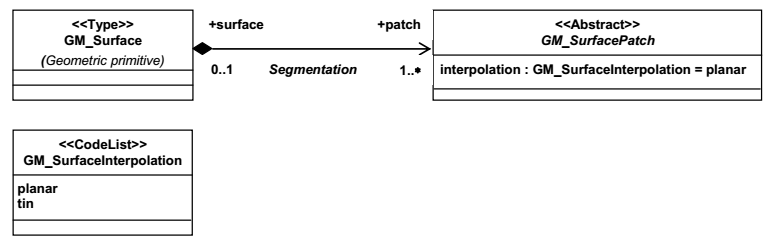 <<Type>>
GM_Surface
(Geometric primitive)
+surface
+patch
0..1
Segmentation
1..*
<<Abstract>>
GM_SurfacePatch
interpolation : GM_SurfaceInterpolation = planar
<<CodeList>>
GM_SurfaceInterpolation
planar
tin